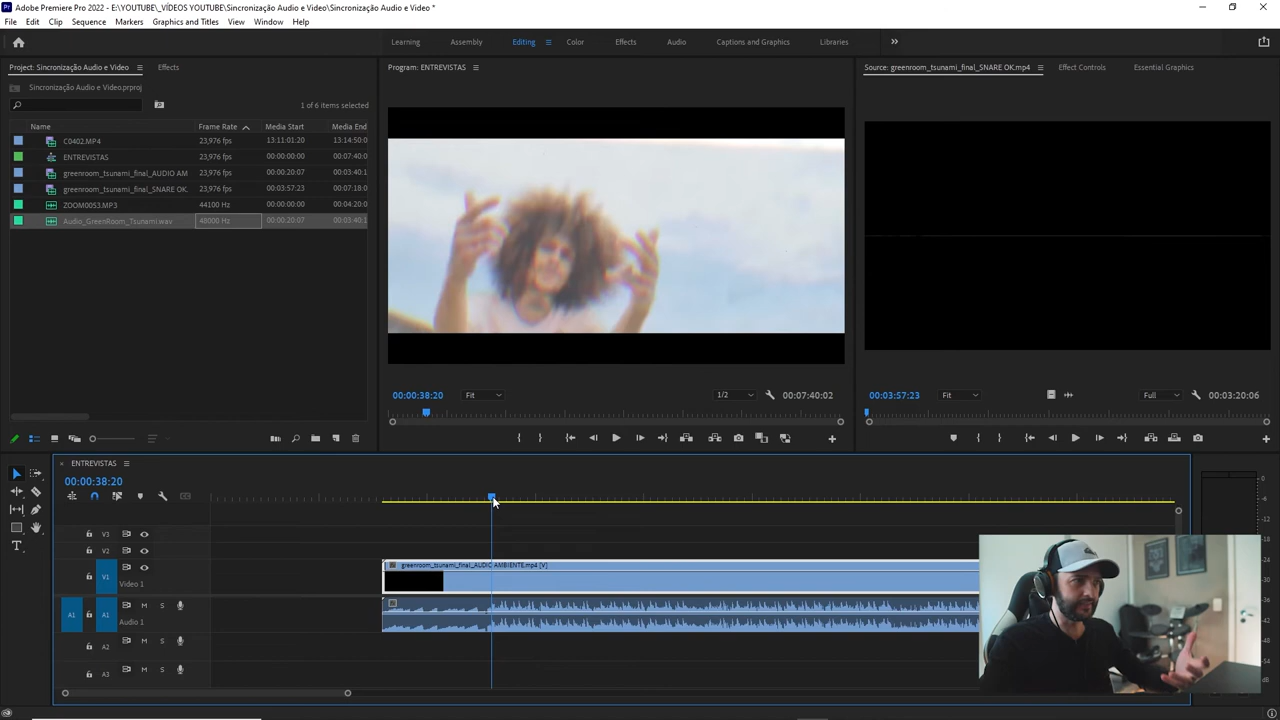 Adobe Premiere Pro 2022 - E:\YOUTUBE\_VÍDEOS YOUTUBE\Sincronização Audio e Video\Sincronização Audio e Video *
File Edit Clip Sequence Markers Graphics and Titles View Window Help
Learning Assembly Editing Color Effects Audio Captions and Graphics Libraries
Project: Sincronização Audio e Video Effects
Program: ENTREVISTAS
Source: greenroom_tsunami_final_SNARE OK.mp4 Effect Controls Essential Graphics
Sincronização Audio e Video.prproj
1 of 6 items selected
Name Frame Rate Media Start Media End
C0402.MP4 23,976 fps 13:11:01:20 13:14:50:0
ENTREVISTAS 23,976 fps 00:00:00:00 00:07:40:0
greenroom_tsunami_final_AUDIO AM 23,976 fps 00:00:20:07 00:03:40:1
greenroom_tsunami_final_SNARE OK. 23,976 fps 00:03:57:23 00:07:18:0
ZOOM0053.MP3 44100 Hz 00:00:00:00 00:04:20:0
Audio_GreenRoom_Tsunami.wav 48000 Hz 00:00:20:07 00:03:40:1
00:00:38:20 Fit 1/2 00:07:40:02
00:03:57:23 Fit Full 00:03:20:06
ENTREVISTAS
00:00:38:20
V3
V2
V1 Video 1
greenroom_tsunami_final_AUDIO AMBIENTE.mp4 [V]
A1 A1 M S
Audio 1
A2 M S
A3 M S
0
-6
-12
-18
dB